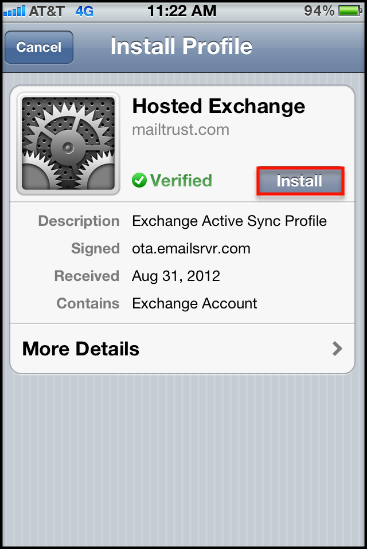 AT&T 4G 11:22 AM 94%
Cancel Install Profile
Hosted Exchange
mailtrust.com
Verified Install
Description Exchange Active Sync Profile
Signed ota.emailsrvr.com
Received Aug 31, 2012
Contains Exchange Account
More Details